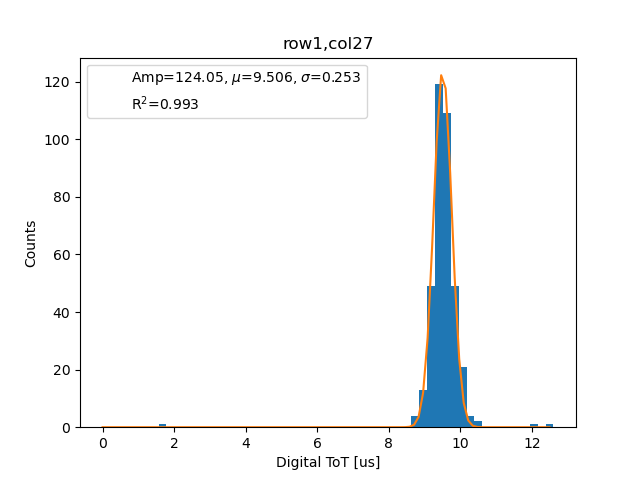 row1,col27
Amp=124.05, μ=9.506, σ=0.253
R²=0.993
120
100
80
60
40
20
0
Counts
0 2 4 6 8 10 12
Digital ToT [us]